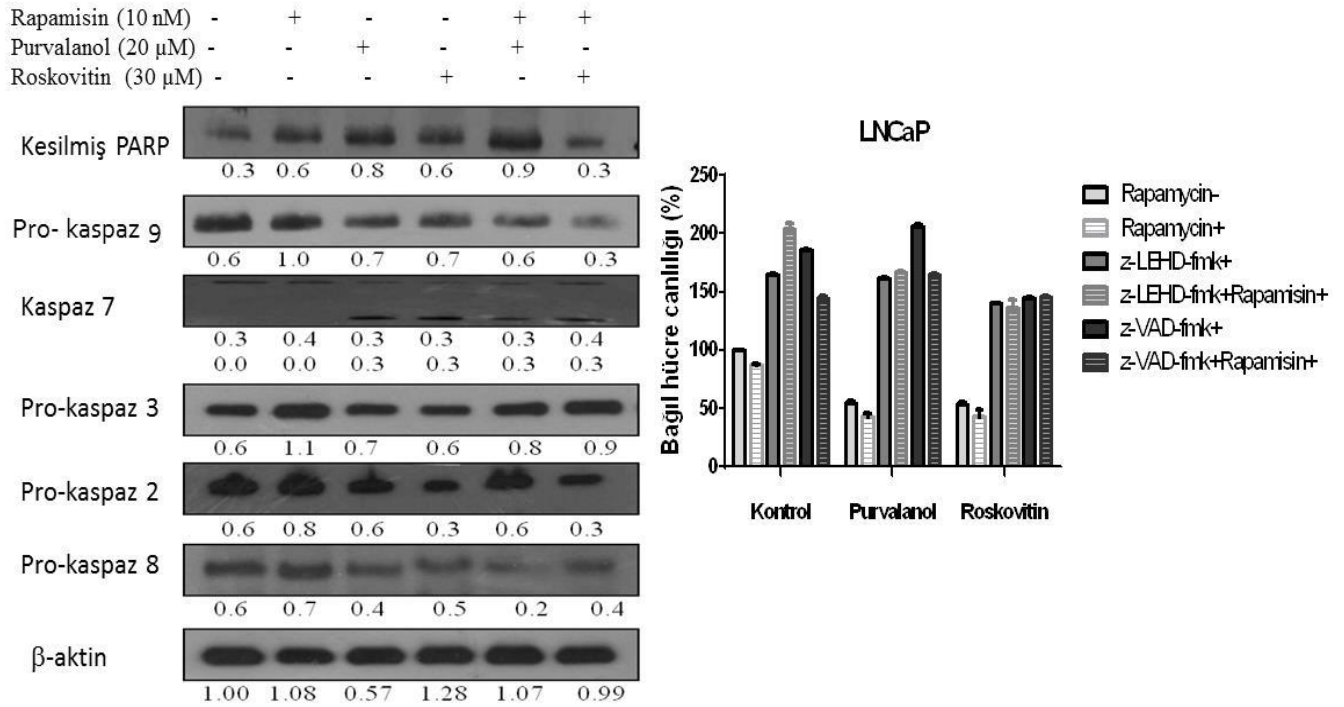 Rapamisin (10 nM) - + - - + +
Purvalanol (20 µM) - - + - + -
Roskovitin (30 µM) - - - + - +
Kesilmiş PARP
0.3 0.6 0.8 0.6 0.9 0.3
Pro- kaspaz 9
0.6 1.0 0.7 0.7 0.6 0.3
Kaspaz 7
0.3 0.4 0.3 0.3 0.3 0.4
0.0 0.0 0.3 0.3 0.3 0.3
Pro-kaspaz 3
0.6 1.1 0.7 0.6 0.8 0.9
Pro-kaspaz 2
0.6 0.8 0.6 0.3 0.6 0.3
Pro-kaspaz 8
0.6 0.7 0.4 0.5 0.2 0.4
β-aktin
1.00 1.08 0.57 1.28 1.07 0.99
LNCaP
Bağıl hücre canlılığı (%)
250
200
150
100
50
0
Kontrol Purvalanol Roskovitin
Rapamycin-
Rapamycin+
z-LEHD-fmk+
z-LEHD-fmk+Rapamisin+
z-VAD-fmk+
z-VAD-fmk+Rapamisin+